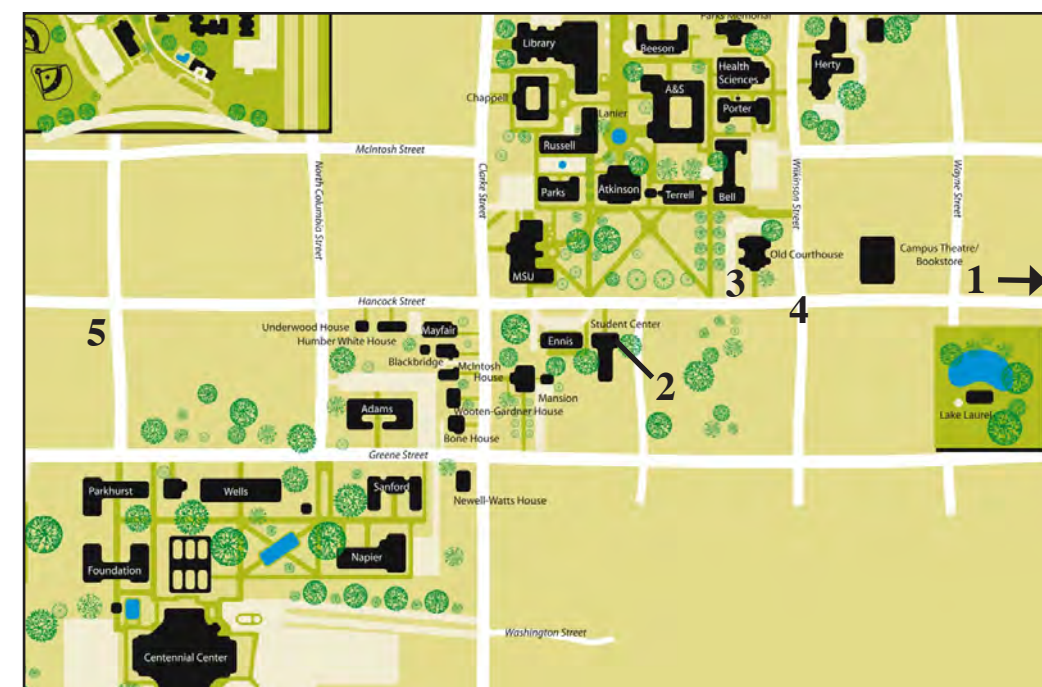 Parks Memorial
Library
Beeson
Health
Sciences
Herty
A&S
Chappell
Porter
Lanier
Russell
McIntosh Street
North Columbia Street
Clarke Street
Wilkinson Street
Wayne Street
Parks
Atkinson
Terrell
Bell
MSU
Old Courthouse
Campus Theatre/
Bookstore
3
1
Hancock Street
4
5
Underwood House
Humber White House
Mayfair
Student Center
Ennis
Blackbridge
McIntosh
House
2
Mansion
Adams
Wooten-Gardner House
Lake Laurel
Bone House
Greene Street
Parkhurst
Wells
Sanford
Newell-Watts House
Napier
Foundation
Washington Street
Centennial Center